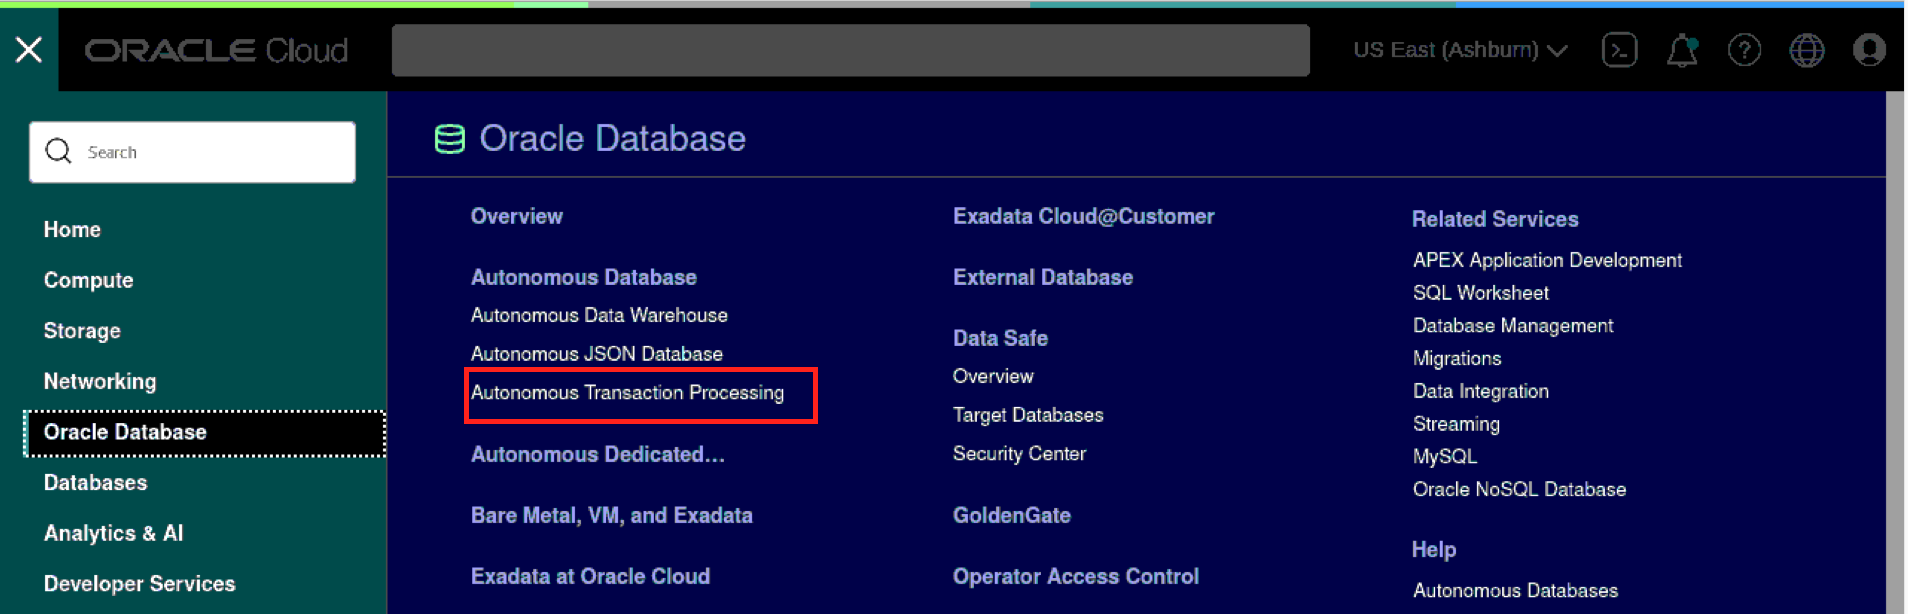 ORACLE Cloud
US East (Ashburn)
Search
Home
Compute
Storage
Networking
Oracle Database
Databases
Analytics & AI
Developer Services
Oracle Database
Overview
Autonomous Database
Autonomous Data Warehouse
Autonomous JSON Database
Autonomous Transaction Processing
Autonomous Dedicated...
Bare Metal, VM, and Exadata
Exadata at Oracle Cloud
Exadata Cloud@Customer
External Database
Data Safe
Overview
Target Databases
Security Center
GoldenGate
Operator Access Control
Related Services
APEX Application Development
SQL Worksheet
Database Management
Migrations
Data Integration
Streaming
MySQL
Oracle NoSQL Database
Help
Autonomous Databases